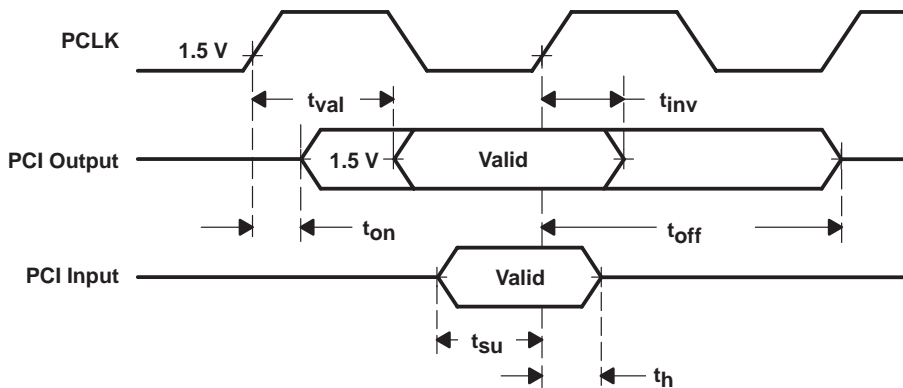 PCLK
1.5 V
tval
tinv
PCI Output
1.5 V
Valid
ton
toff
PCI Input
Valid
tsu
th